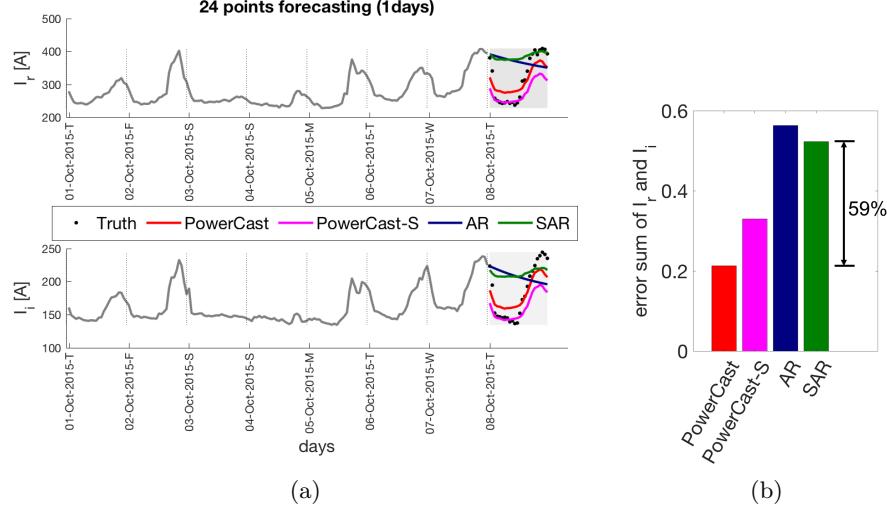 24 points forecasting (1days)
500
400
300
200
I_r [A]
01-Oct-2015-T
02-Oct-2015-F
03-Oct-2015-S
04-Oct-2015-S
05-Oct-2015-M
06-Oct-2015-T
07-Oct-2015-W
08-Oct-2015-T
Truth PowerCast PowerCast-S AR SAR
250
200
150
100
I_i [A]
01-Oct-2015-T
02-Oct-2015-F
03-Oct-2015-S
04-Oct-2015-S
05-Oct-2015-M
06-Oct-2015-T
07-Oct-2015-W
08-Oct-2015-T
days
(a)
0.6
0.4
0.2
0
error sum of I_r and I_i
59%
PowerCast
PowerCast-S
AR
SAR
(b)